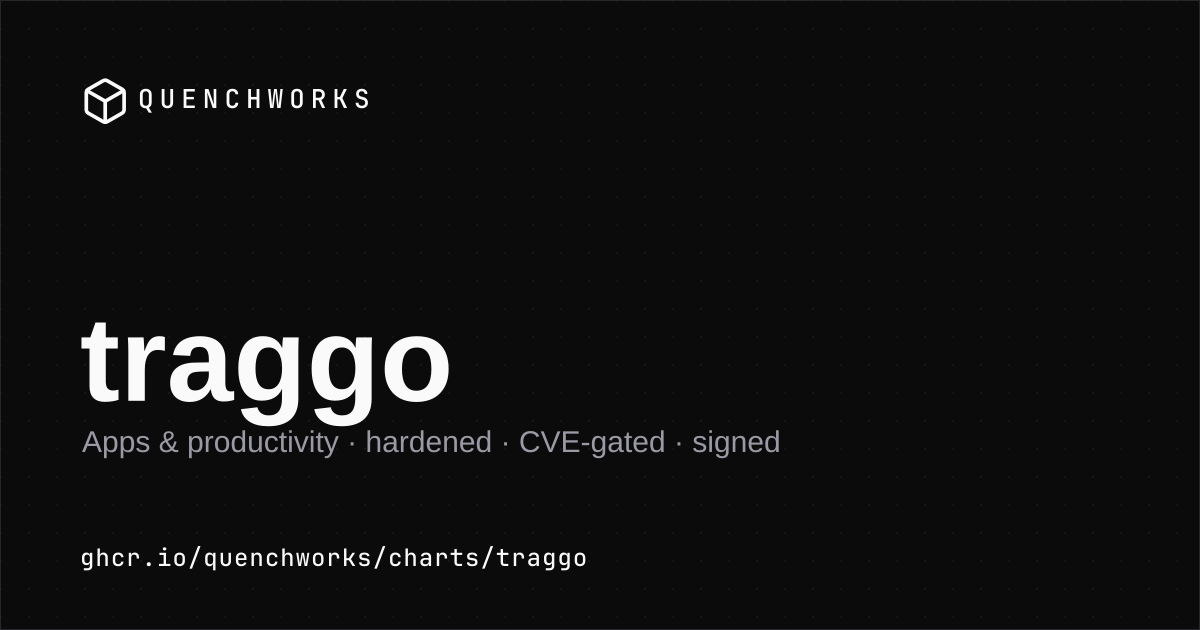 QUENCHWORKS
traggo
Apps & productivity · hardened · CVE-gated · signed
ghcr.io/quenchworks/charts/traggo